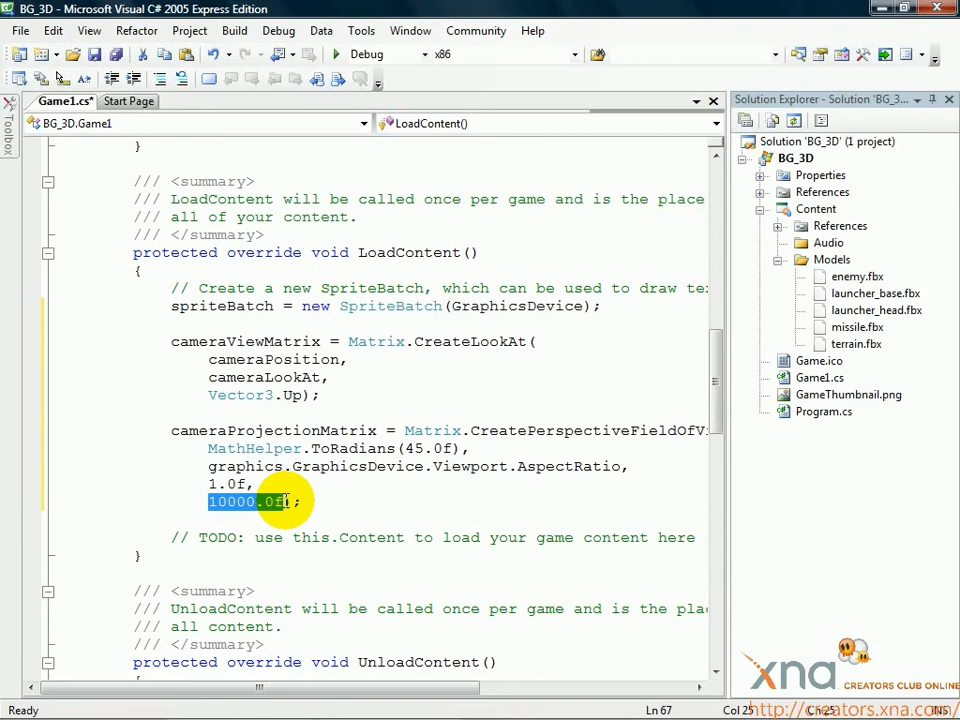 BG_3D - Microsoft Visual C# 2005 Express Edition
File Edit View Refactor Project Build Debug Data Tools Window Community Help
Debug x86
Game1.cs* Start Page
BG_3D.Game1 LoadContent()
Toolbox
}
/// <summary>
/// LoadContent will be called once per game and is the place
/// all of your content.
/// </summary>
protected override void LoadContent()
{
// Create a new SpriteBatch, which can be used to draw te
spriteBatch = new SpriteBatch(GraphicsDevice);
cameraViewMatrix = Matrix.CreateLookAt(
cameraPosition,
cameraLookAt,
Vector3.Up);
cameraProjectionMatrix = Matrix.CreatePerspectiveFieldOfVi
MathHelper.ToRadians(45.0f),
graphics.GraphicsDevice.Viewport.AspectRatio,
1.0f,
10000.0f);
// TODO: use this.Content to load your game content here
}
/// <summary>
/// UnloadContent will be called once per game and is the pla
/// all content.
/// </summary>
protected override void UnloadContent()
Solution Explorer - Solution 'BG_3...
Solution 'BG_3D' (1 project)
BG_3D
Properties
References
Content
References
Audio
Models
enemy.fbx
launcher_base.fbx
launcher_head.fbx
missile.fbx
terrain.fbx
Game.ico
Game1.cs
GameThumbnail.png
Program.cs
xna CREATORS CLUB ONLINE
Ready Ln 67 Col 25 Ch 25 INS
http://creators.xna.com/